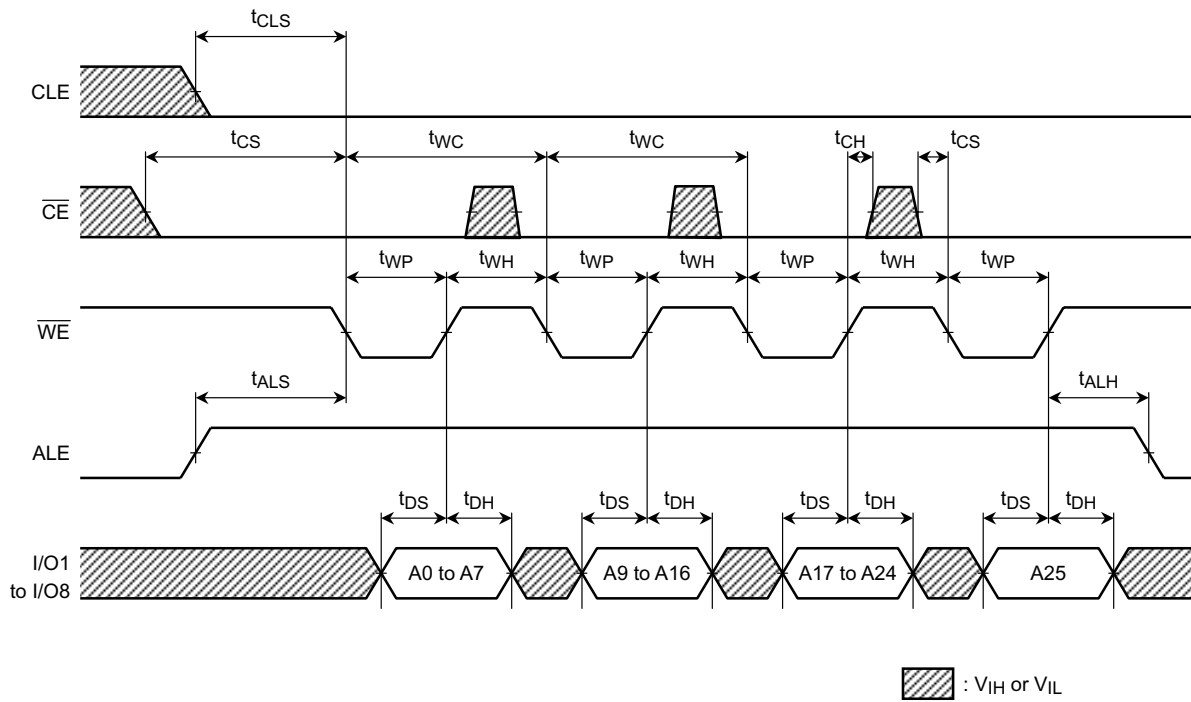 tCLS
CLE
tCS tWC tWC tCH tCS
CE
tWP tWH tWP tWH tWP tWH tWP
WE
tALS tALH
ALE
tDS tDH tDS tDH tDS tDH tDS tDH
I/O1
to I/O8
A0 to A7 A9 to A16 A17 to A24 A25
: VIH or VIL